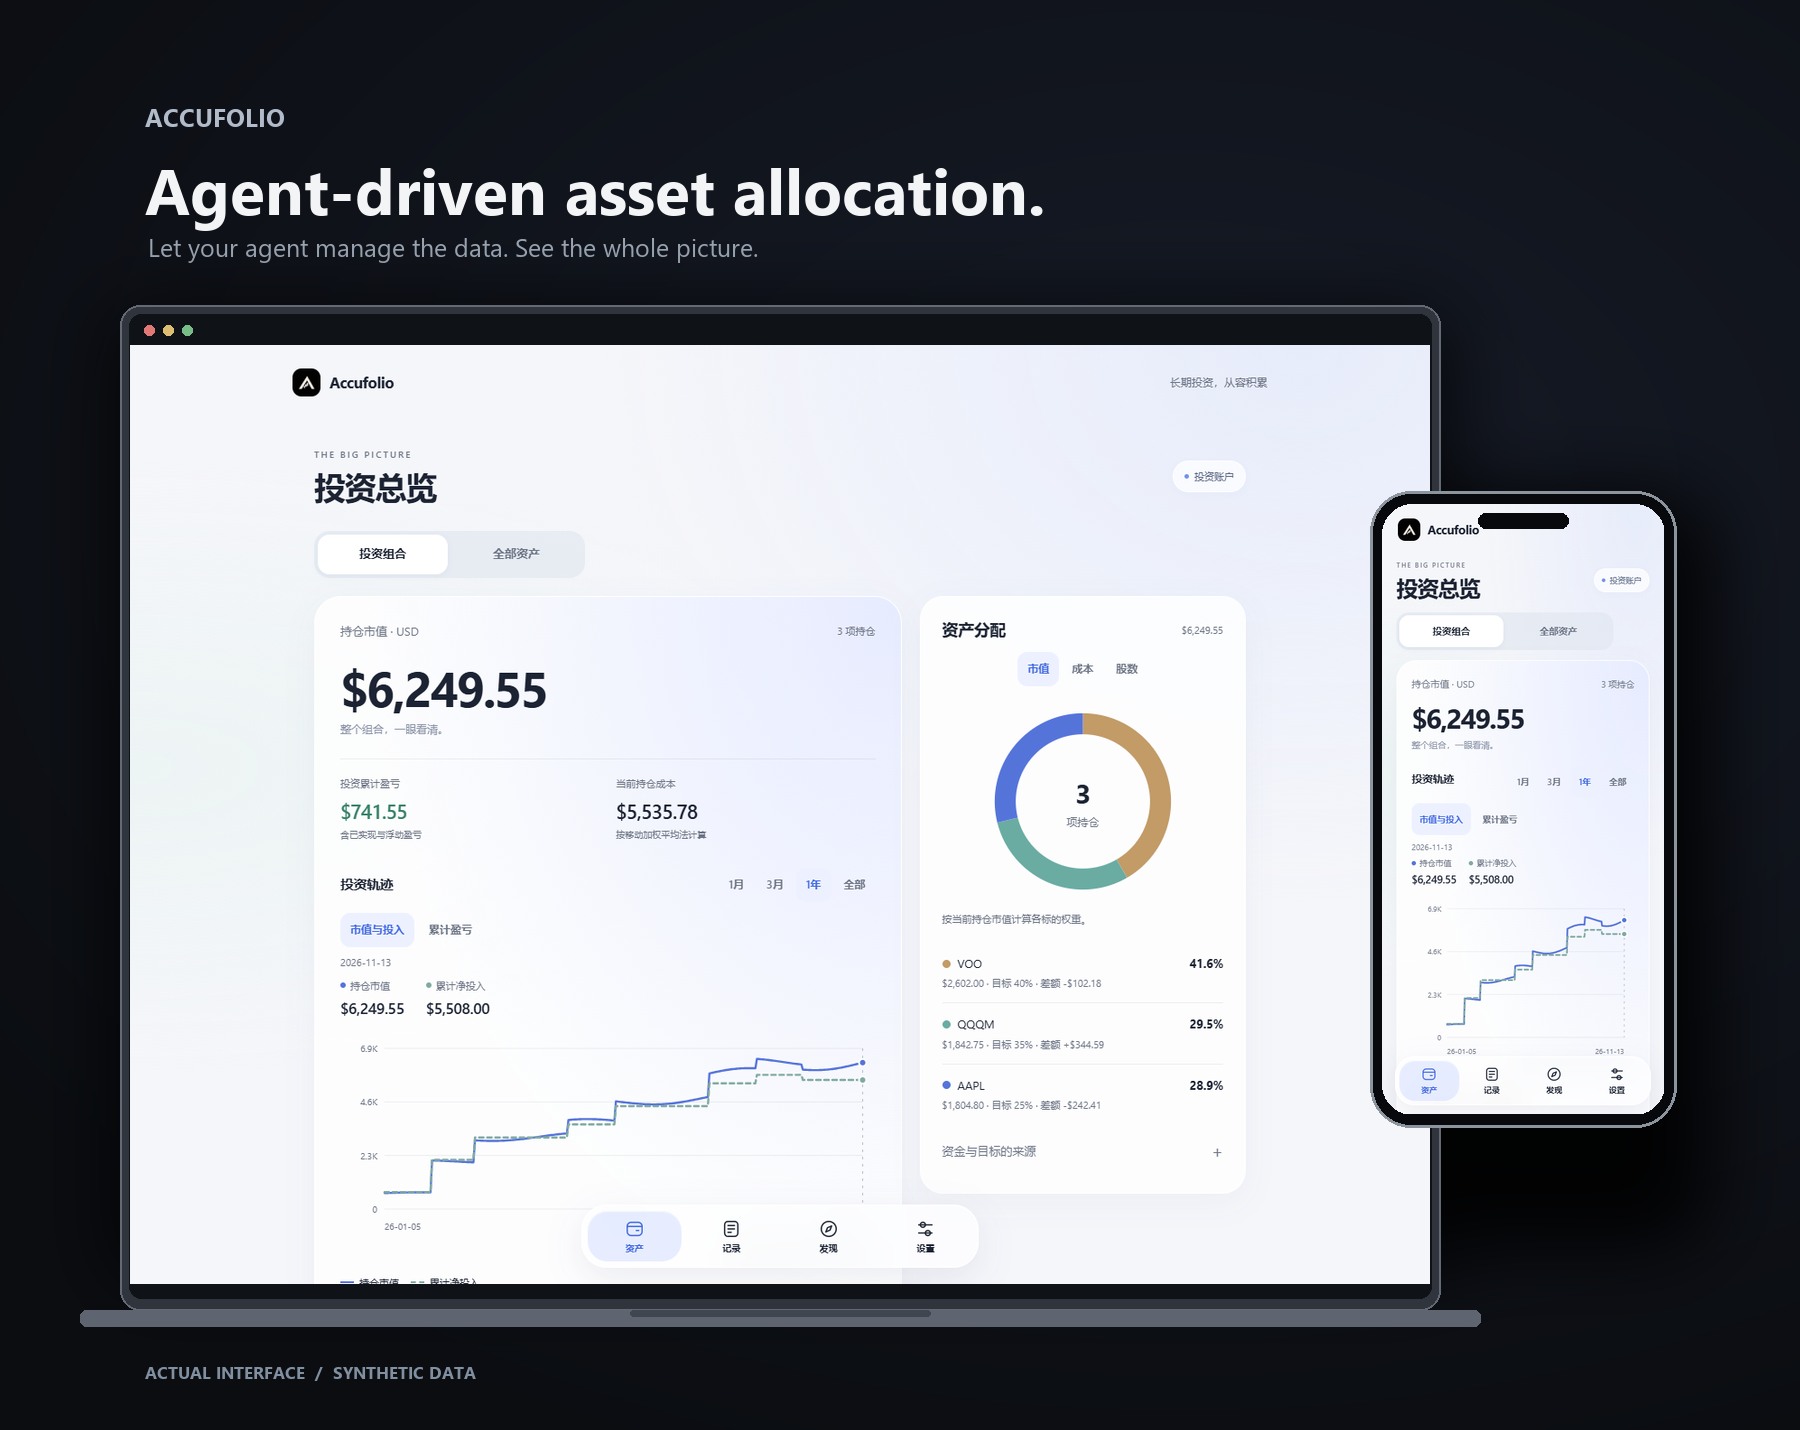 ACCUFOLIO
Agent-driven asset allocation.
Let your agent manage the data. See the whole picture.
Accufolio
长期投资，从容积累
THE BIG PICTURE
投资总览
投资账户
投资组合 全部资产
持仓市值 · USD 3 项持仓
$6,249.55
整个组合，一眼看清。
投资累计盈亏 当前持仓成本
$741.55 $5,535.78
含已实现与浮动盈亏 按移动加权平均法计算
投资轨迹 1月 3月 1年 全部
市值与投入 累计盈亏
2026-11-13
持仓市值 累计净投入
$6,249.55 $5,508.00
6.9K
4.6K
2.3K
0
26-01-05
持仓市值 累计净投入
资产分配 $6,249.55
市值 成本 股数
3
项持仓
按当前持仓市值计算各标的权重。
VOO 41.6%
$2,602.00 · 目标 40% · 差额 -$102.18
QQQM 29.5%
$1,842.75 · 目标 35% · 差额 +$344.59
AAPL 28.9%
$1,804.80 · 目标 25% · 差额 -$242.41
资金与目标的来源 +
资产 记录 发现 设置
Accufolio
THE BIG PICTURE
投资总览
投资账户
投资组合 全部资产
持仓市值 · USD 3 项持仓
$6,249.55
整个组合，一眼看清。
投资轨迹 1月 3月 1年 全部
市值与投入 累计盈亏
2026-11-13
持仓市值 累计净投入
$6,249.55 $5,508.00
6.9K
4.6K
2.3K
0
26-01-05 26-11-13
资产 记录 发现 设置
ACTUAL INTERFACE / SYNTHETIC DATA